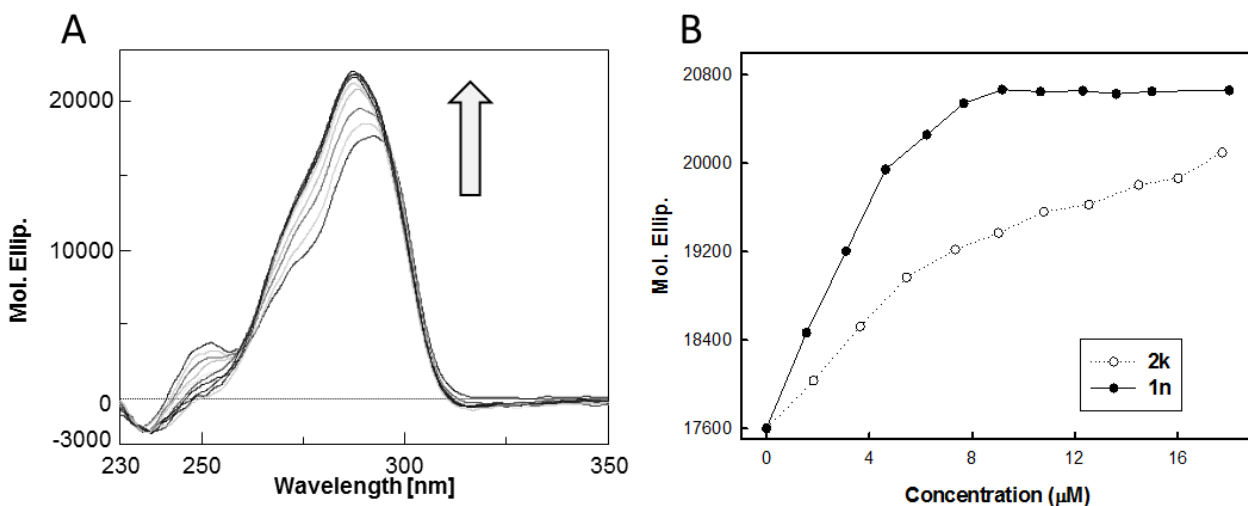 A
Mol. Ellip.
20000
10000
0
-3000
230
250
300
350
Wavelength [nm]
B
Mol. Ellip.
20800
20000
19200
18400
17600
2k
1n
0
4
8
12
16
Concentration (μM)